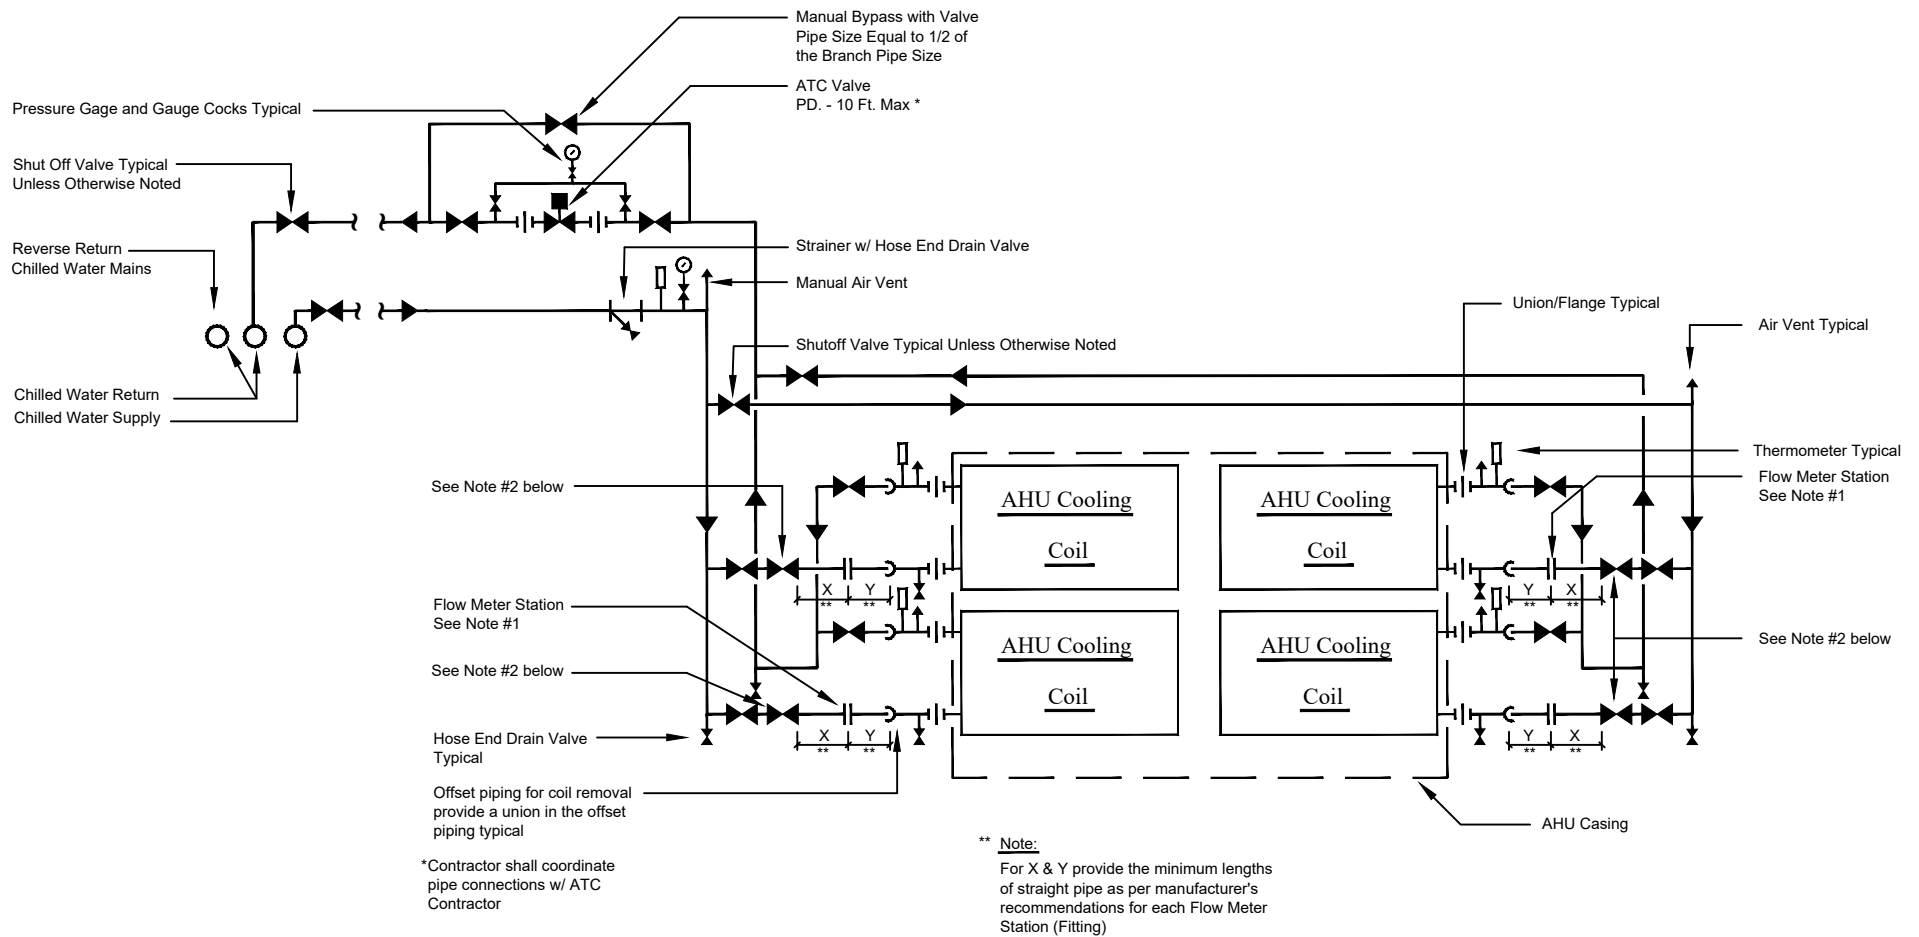 Manual Bypass with Valve
Pipe Size Equal to 1/2 of
the Branch Pipe Size
ATC Valve
PD. - 10 Ft. Max *
Pressure Gage and Gauge Cocks Typical
Shut Off Valve Typical
Unless Otherwise Noted
Reverse Return
Chilled Water Mains
Strainer w/ Hose End Drain Valve
Manual Air Vent
Union/Flange Typical
Air Vent Typical
Shutoff Valve Typical Unless Otherwise Noted
Chilled Water Return
Chilled Water Supply
Thermometer Typical
Flow Meter Station
See Note #1
See Note #2 below
AHU Cooling
Coil
AHU Cooling
Coil
X
**
Y
**
Y
**
X
**
Flow Meter Station
See Note #1
See Note #2 below
See Note #2 below
AHU Cooling
Coil
AHU Cooling
Coil
X
**
Y
**
Y
**
X
**
Hose End Drain Valve
Typical
Offset piping for coil removal
provide a union in the offset
piping typical
AHU Casing
*Contractor shall coordinate
pipe connections w/ ATC
Contractor
** Note:
For X & Y provide the minimum lengths
of straight pipe as per manufacturer's
recommendations for each Flow Meter
Station (Fitting)